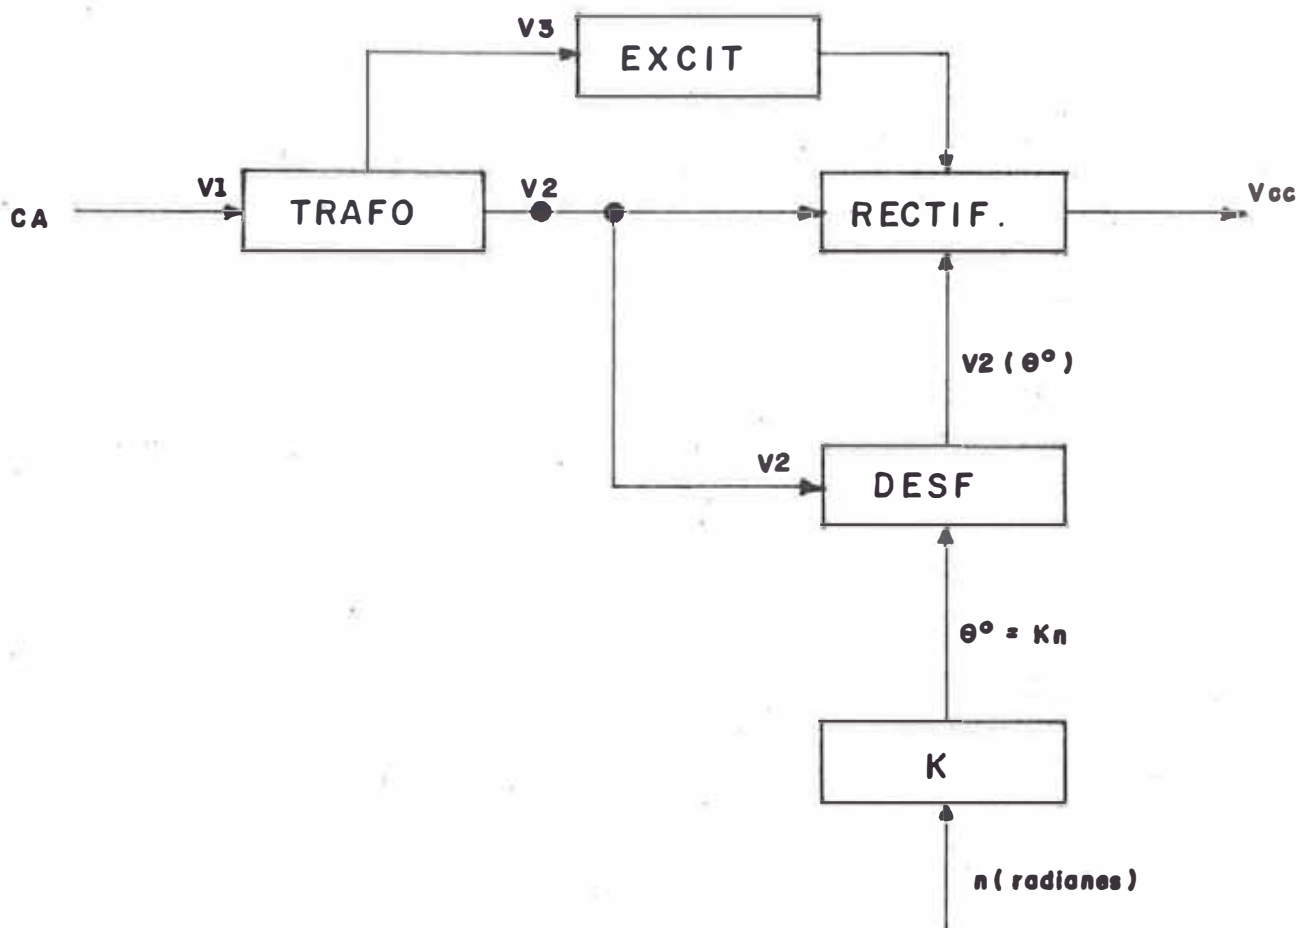 V3
EXCIT
CA
V1
TRAFO
V2
RECTIF.
Vcc
V2 (θ°)
V2
DESF
θ° = Kn
K
n (radianes)